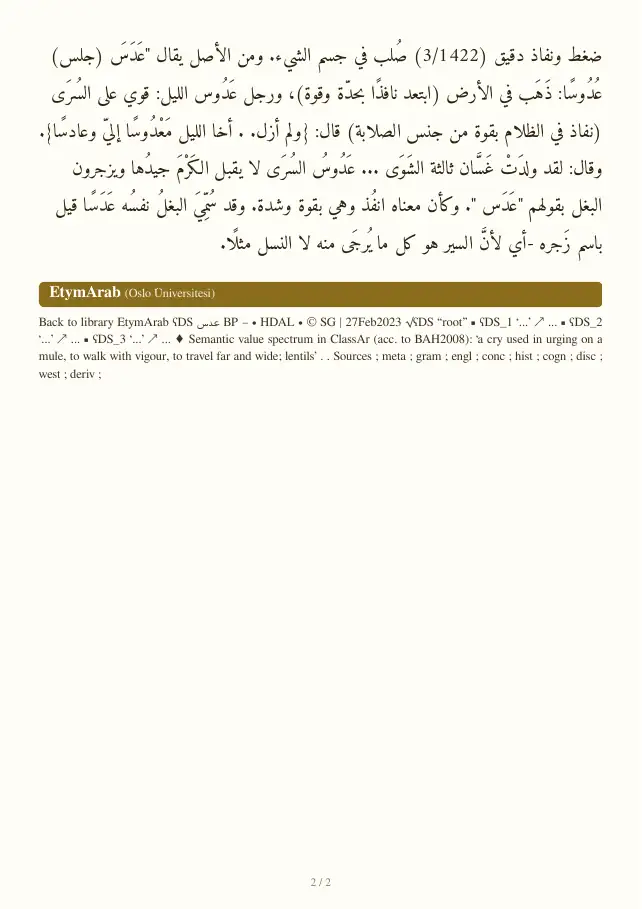 ضغط ونفاذ دقيق (3/1422) صُلب في جسم الشيء. ومن الأصل يقال "عَدَسَ (جلس)
عُدُوسًا: ذَهَب في الأرض (ابتعد نافذًا بحدّة وقوة)، ورجل عَدُوس الليل: قوي على السُرَى
(نفاذ في الظلام بقوة من جنس الصلابة) قال: {ولم أزل. . أخا الليل مَعْدُوسًا إليّ وعادسًا}.
وقال: لقد ولدَتْ غَسَّان ثالثة الشَوَى ... عَدُوسُ السُرَى لا يقبل الكَرْمَ جيدُها ويزجرون
البغل بقولهم "عَدَس ". وكأن معناه انفُذ وهي بقوة وشدة. وقد سُمِّيَ البغلُ نفسُه عَدَسًا قيل
باسم زَجره -أي لأنَّ السير هو كل ما يُرجَى منه لا النسل مثلًا.
EtymArab (Oslo Üniversitesi)
Back to library EtymArab ʕDS عدس BP – • HDAL • © SG | 27Feb2023 √ʕDS “root” ▪ ʕDS_1 ‘...’ ↗ ... ▪ ʕDS_2
‘...’ ↗ ... ▪ ʕDS_3 ‘...’ ↗ ... ♦ Semantic value spectrum in ClassAr (acc. to BAH2008): ‘a cry used in urging on a
mule, to walk with vigour, to travel far and wide; lentils’ . . Sources ; meta ; gram ; engl ; conc ; hist ; cogn ; disc ;
west ; deriv ;
2 / 2